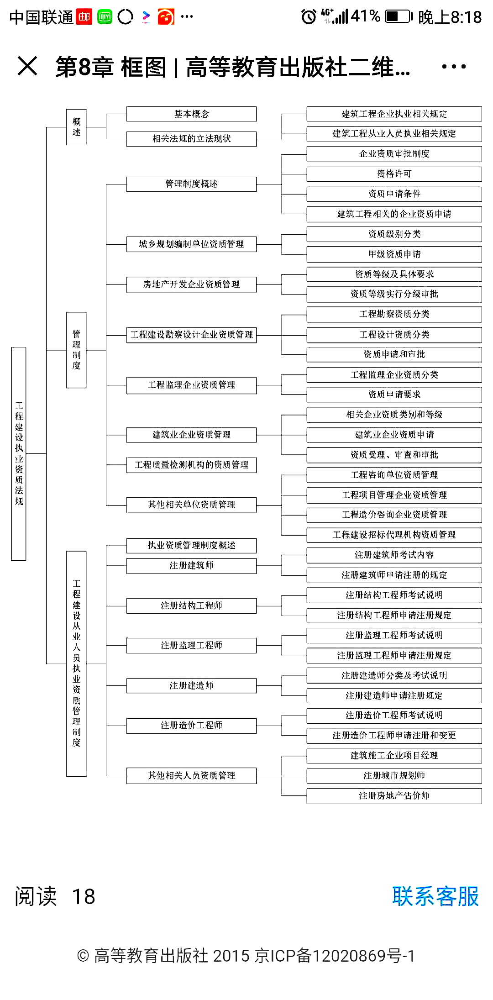 中国联通 邮 iQIY ... 4G+ 41% 晚上8:18
第8章 框图 | 高等教育出版社二维... ...
工程建设执业资质法规
概述
基本概念
相关法规的立法现状
建筑工程企业执业相关规定
建筑工程从业人员执业相关规定
管理制度
管理制度概述
企业资质审批制度
资格许可
资质申请条件
建筑工程相关的企业资质申请
城乡规划编制单位资质管理
资质级别分类
甲级资质申请
房地产开发企业资质管理
资质等级及具体要求
资质等级实行分级审批
工程建设勘察设计企业资质管理
工程勘察资质分类
工程设计资质分类
资质申请和审批
工程监理企业资质管理
工程监理企业资质分类
资质申请要求
建筑业企业资质管理
相关企业资质类别和等级
建筑业企业资质申请
资质受理、审查和审批
工程质量检测机构的资质管理
其他相关单位资质管理
工程咨询单位资质管理
工程项目管理企业资质管理
工程造价咨询企业资质管理
工程建设招标代理机构资质管理
工程建设从业人员执业资质管理制度
执业资质管理制度概述
注册建筑师
注册建筑师考试内容
注册建筑师申请注册的规定
注册结构工程师
注册结构工程师考试说明
注册结构工程师申请注册规定
注册监理工程师
注册监理工程师考试说明
注册监理工程师申请注册规定
注册建造师
注册建造师分类及考试说明
注册建造师申请注册规定
注册造价工程师
注册造价工程师考试说明
注册造价工程师申请注册和变更
其他相关人员资质管理
建筑施工企业项目经理
注册城市规划师
注册房地产估价师
阅读 18
联系客服
© 高等教育出版社 2015 京ICP备12020869号-1